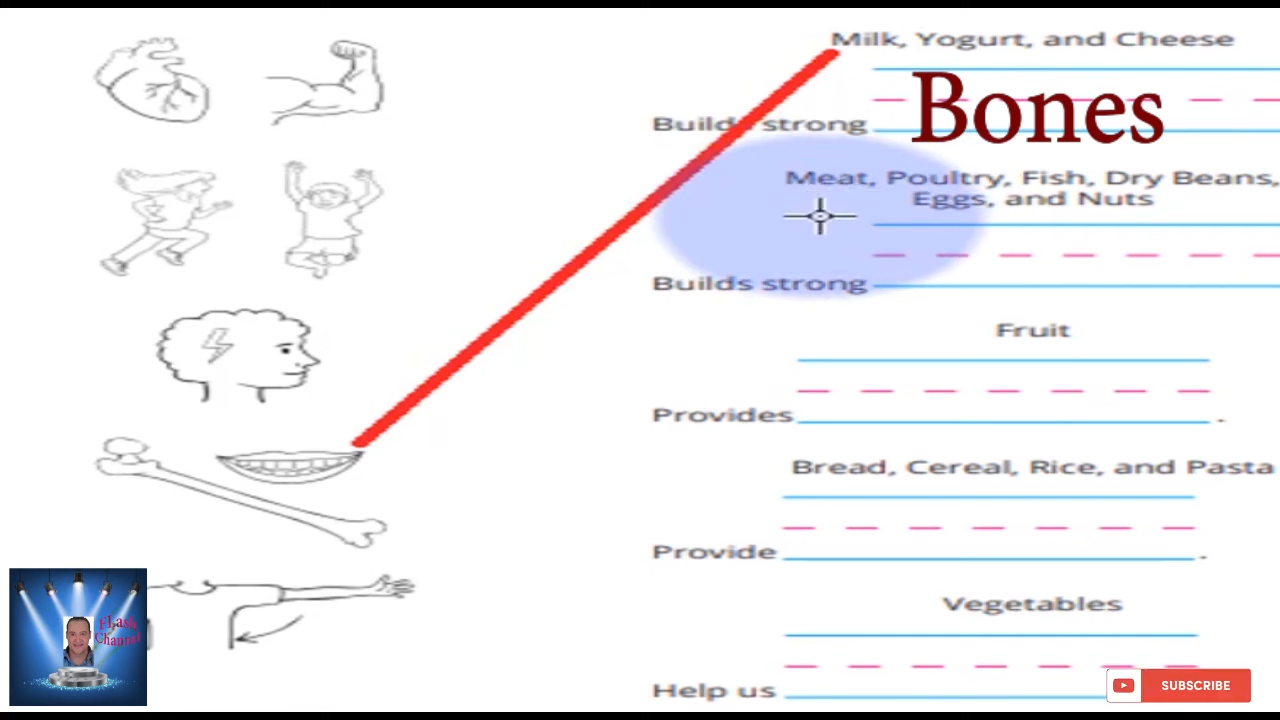 Milk, Yogurt, and Cheese
Bones
Builds strong
Meat, Poultry, Fish, Dry Beans,
Eggs, and Nuts
Builds strong
Fruit
Provides .
Bread, Cereal, Rice, and Pasta
Provide .
Vegetables
Help us
FLask
Channel
SUBSCRIBE